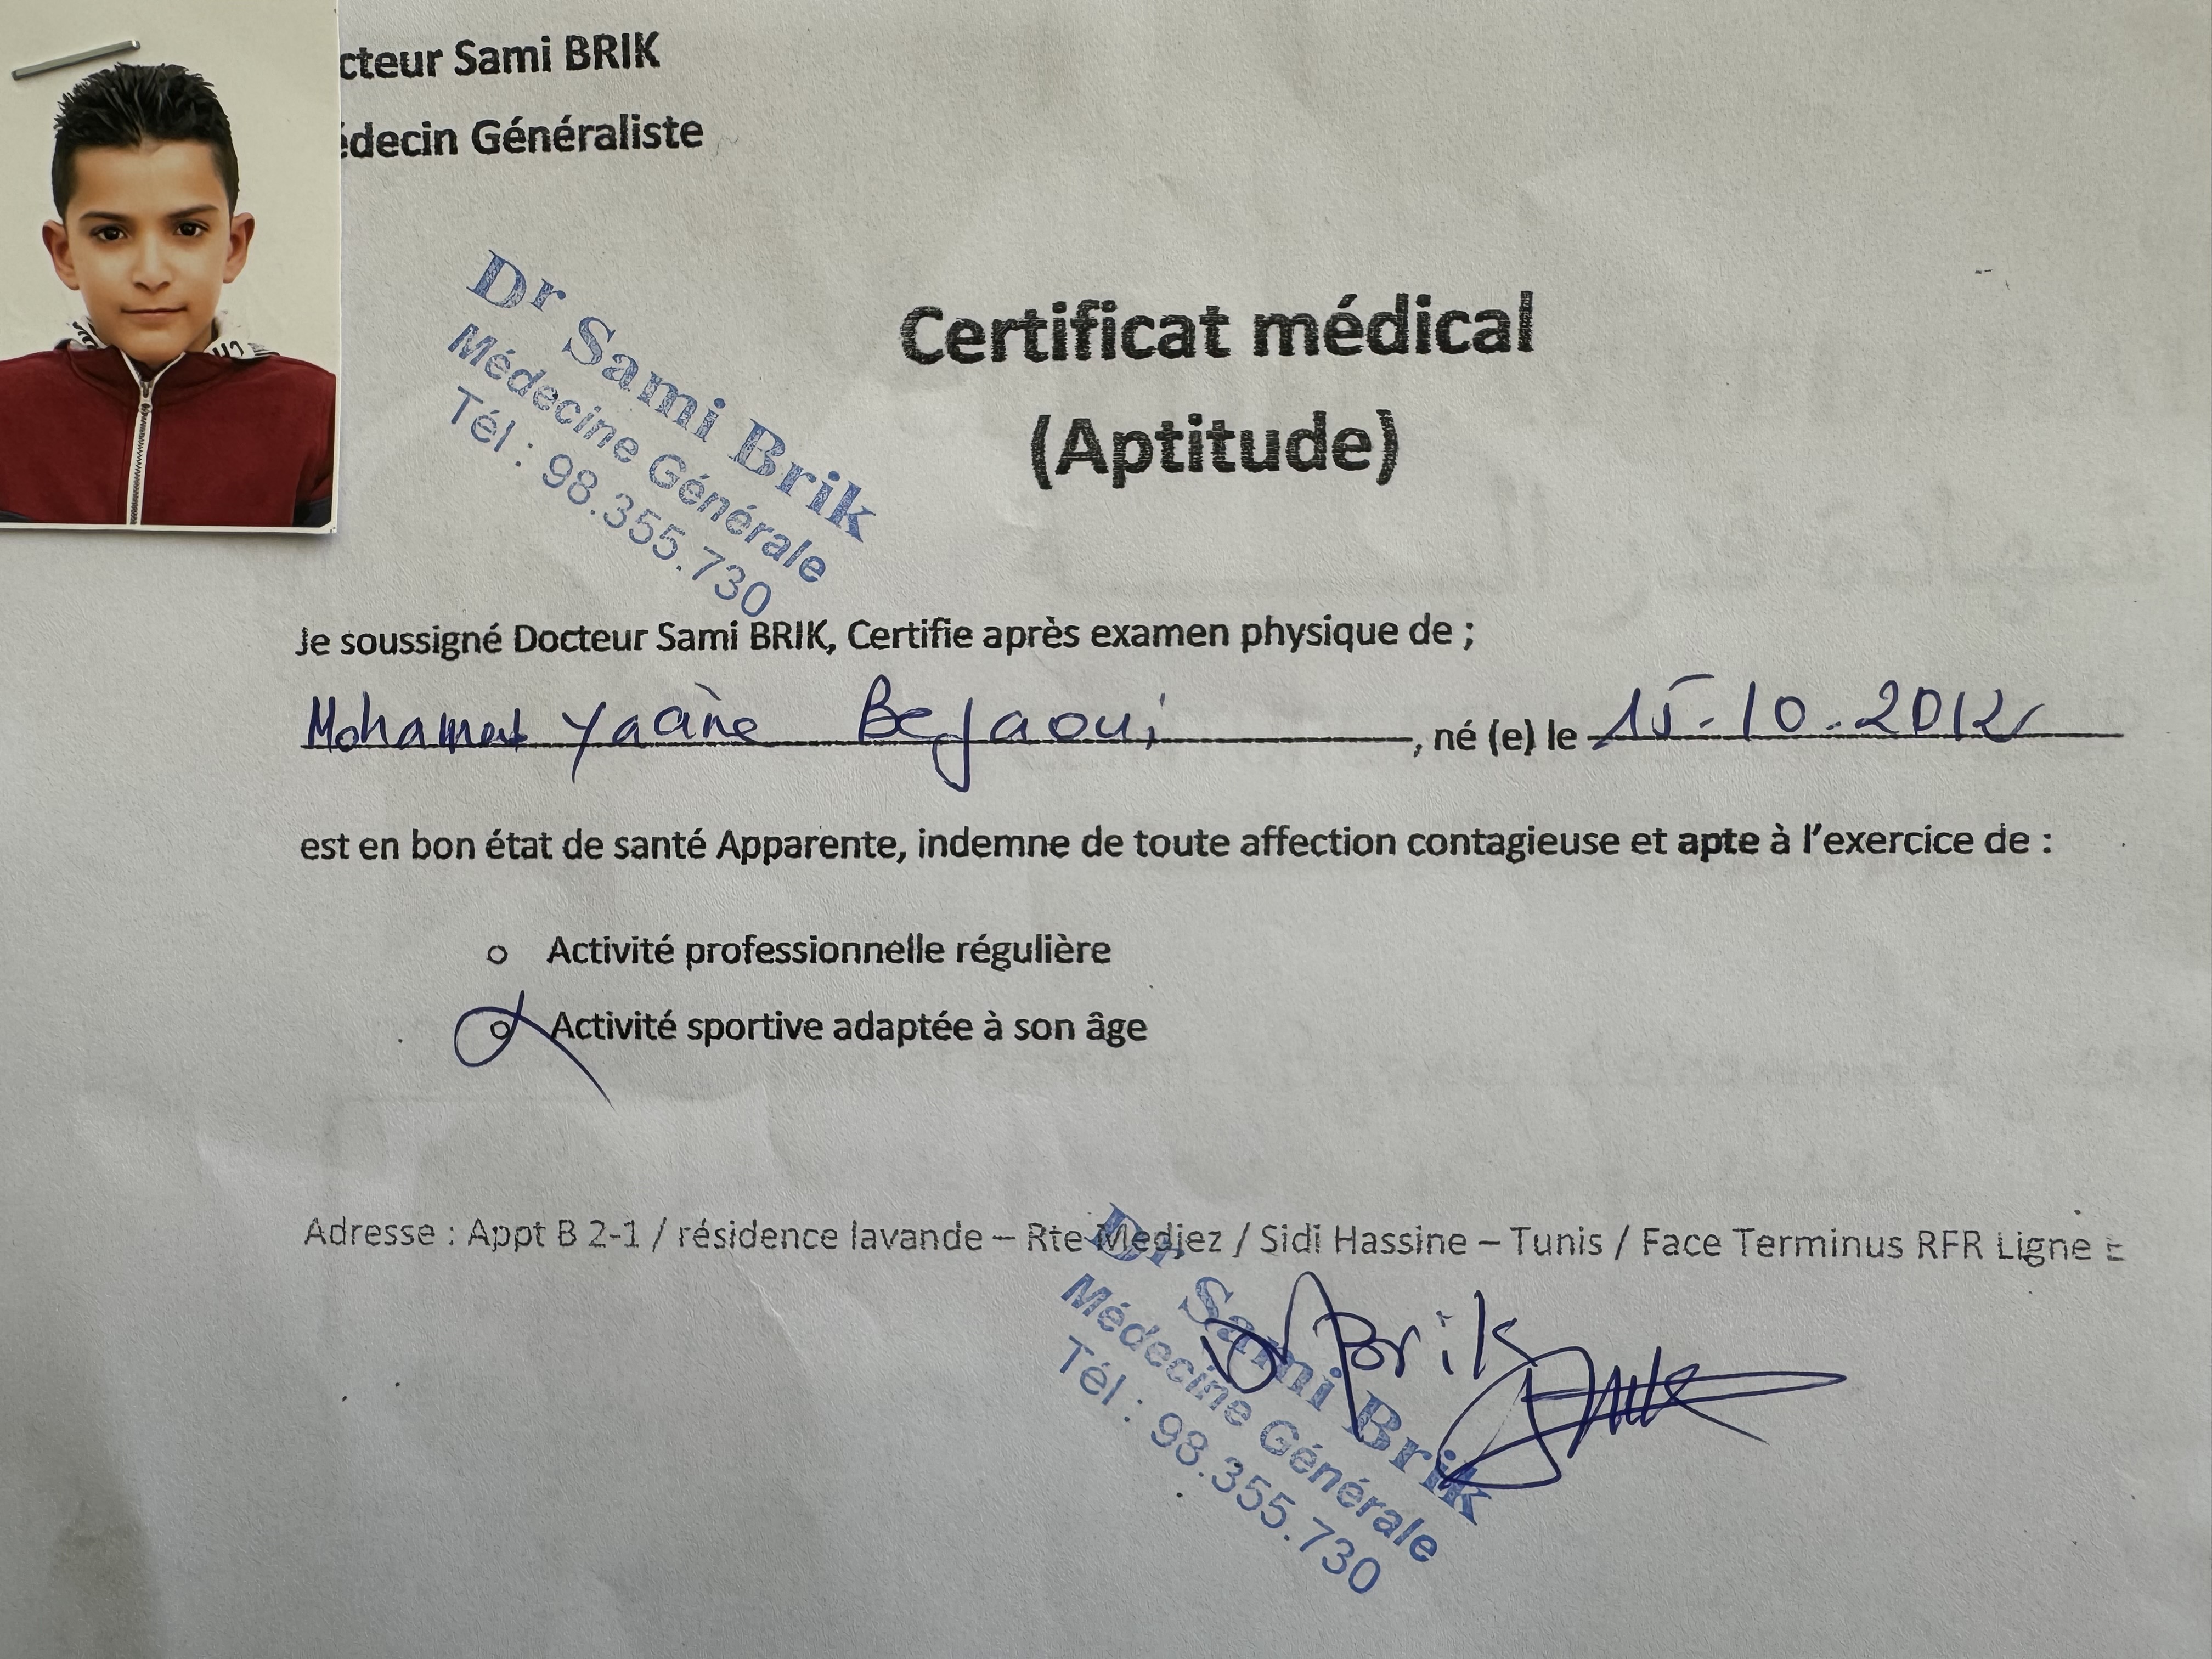 cteur Sami BRIK
édecin Généraliste
Dr Sami Brik
Médecine Générale
Tél : 98.355.730
Certificat médical
(Aptitude)
Je soussigné Docteur Sami BRIK, Certifie après examen physique de ;
Mohamed Yaàne Bejaoui, né (e) le 15-10-2012
est en bon état de santé Apparente, indemne de toute affection contagieuse et apte à l'exercice de :
o Activité professionnelle régulière
o Activité sportive adaptée à son âge
Adresse : Appt B 2-1 / résidence lavande – Rte Medjez / Sidi Hassine – Tunis / Face Terminus RFR Ligne E
Dr Sami Brik
Médecine Générale
Tél : 98.355.730
Dr Brik